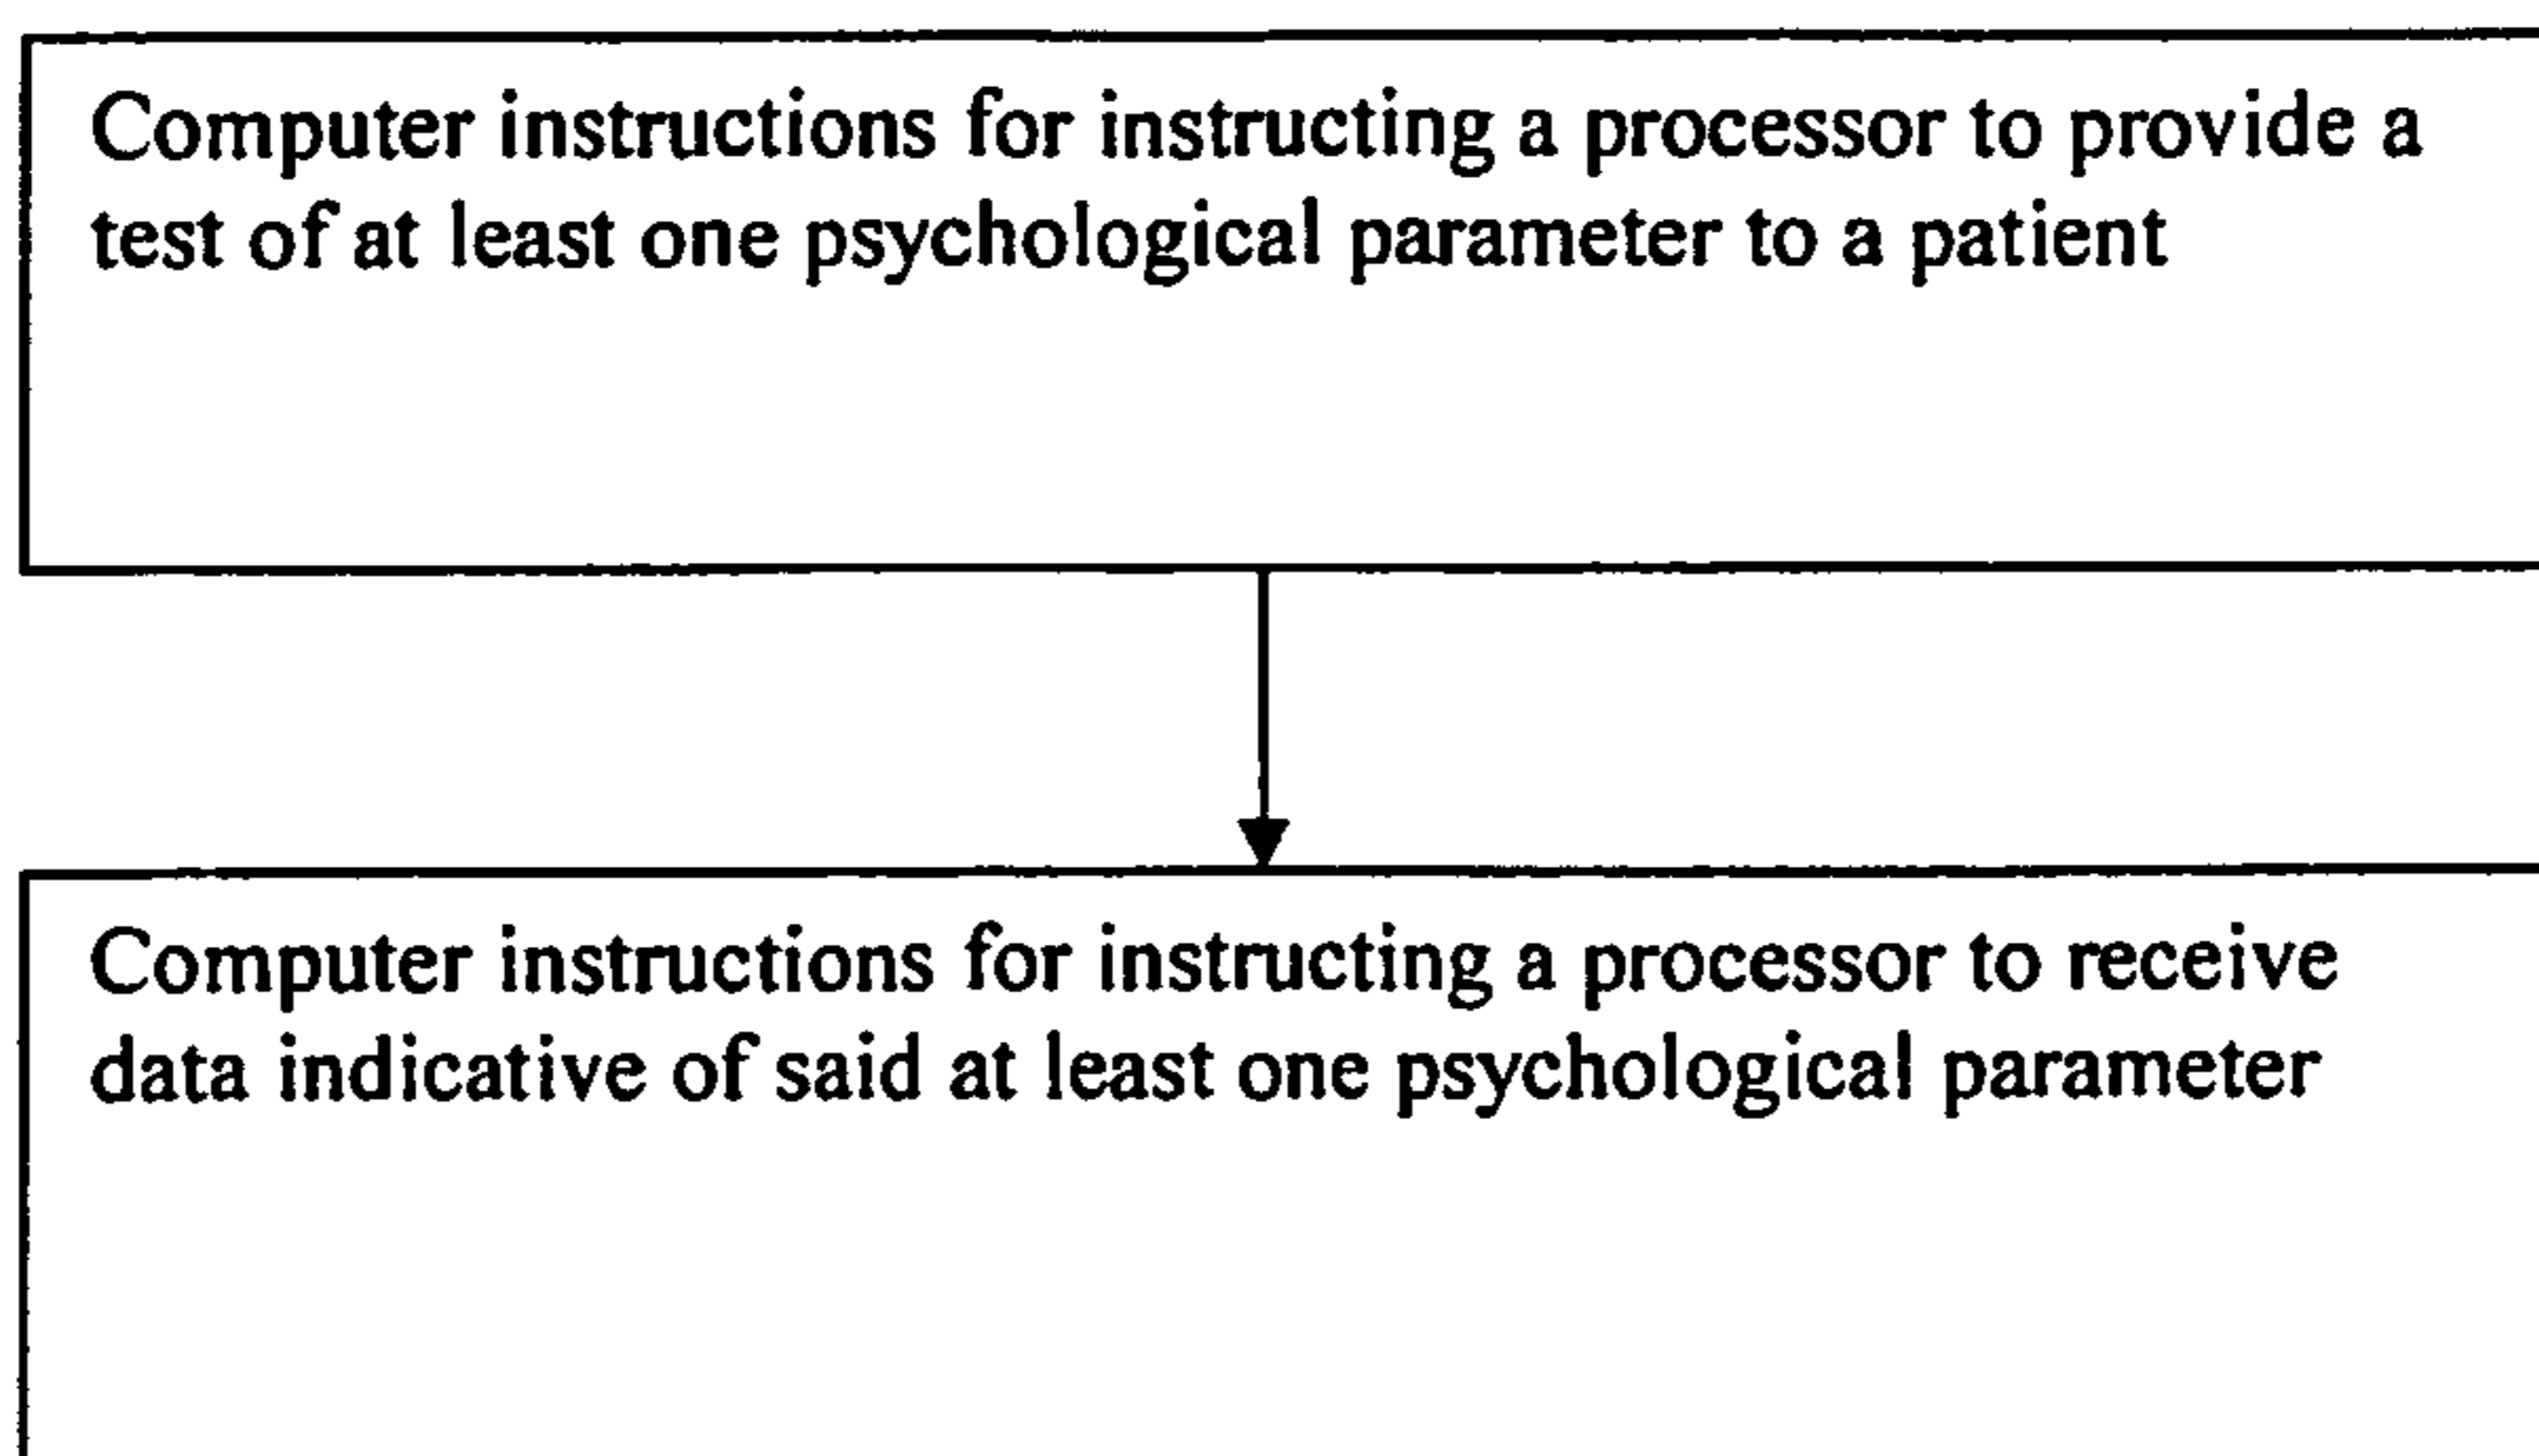 Computer instructions for instructing a processor to provide a
test of at least one psychological parameter to a patient
Computer instructions for instructing a processor to receive
data indicative of said at least one psychological parameter